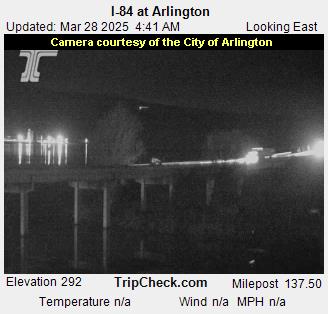 I-84 at Arlington
Updated: Mar 28 2025 4:41 AM Looking East
Camera courtesy of the City of Arlington
Elevation 292 TripCheck.com Milepost 137.50
Temperature n/a Wind n/a MPH n/a